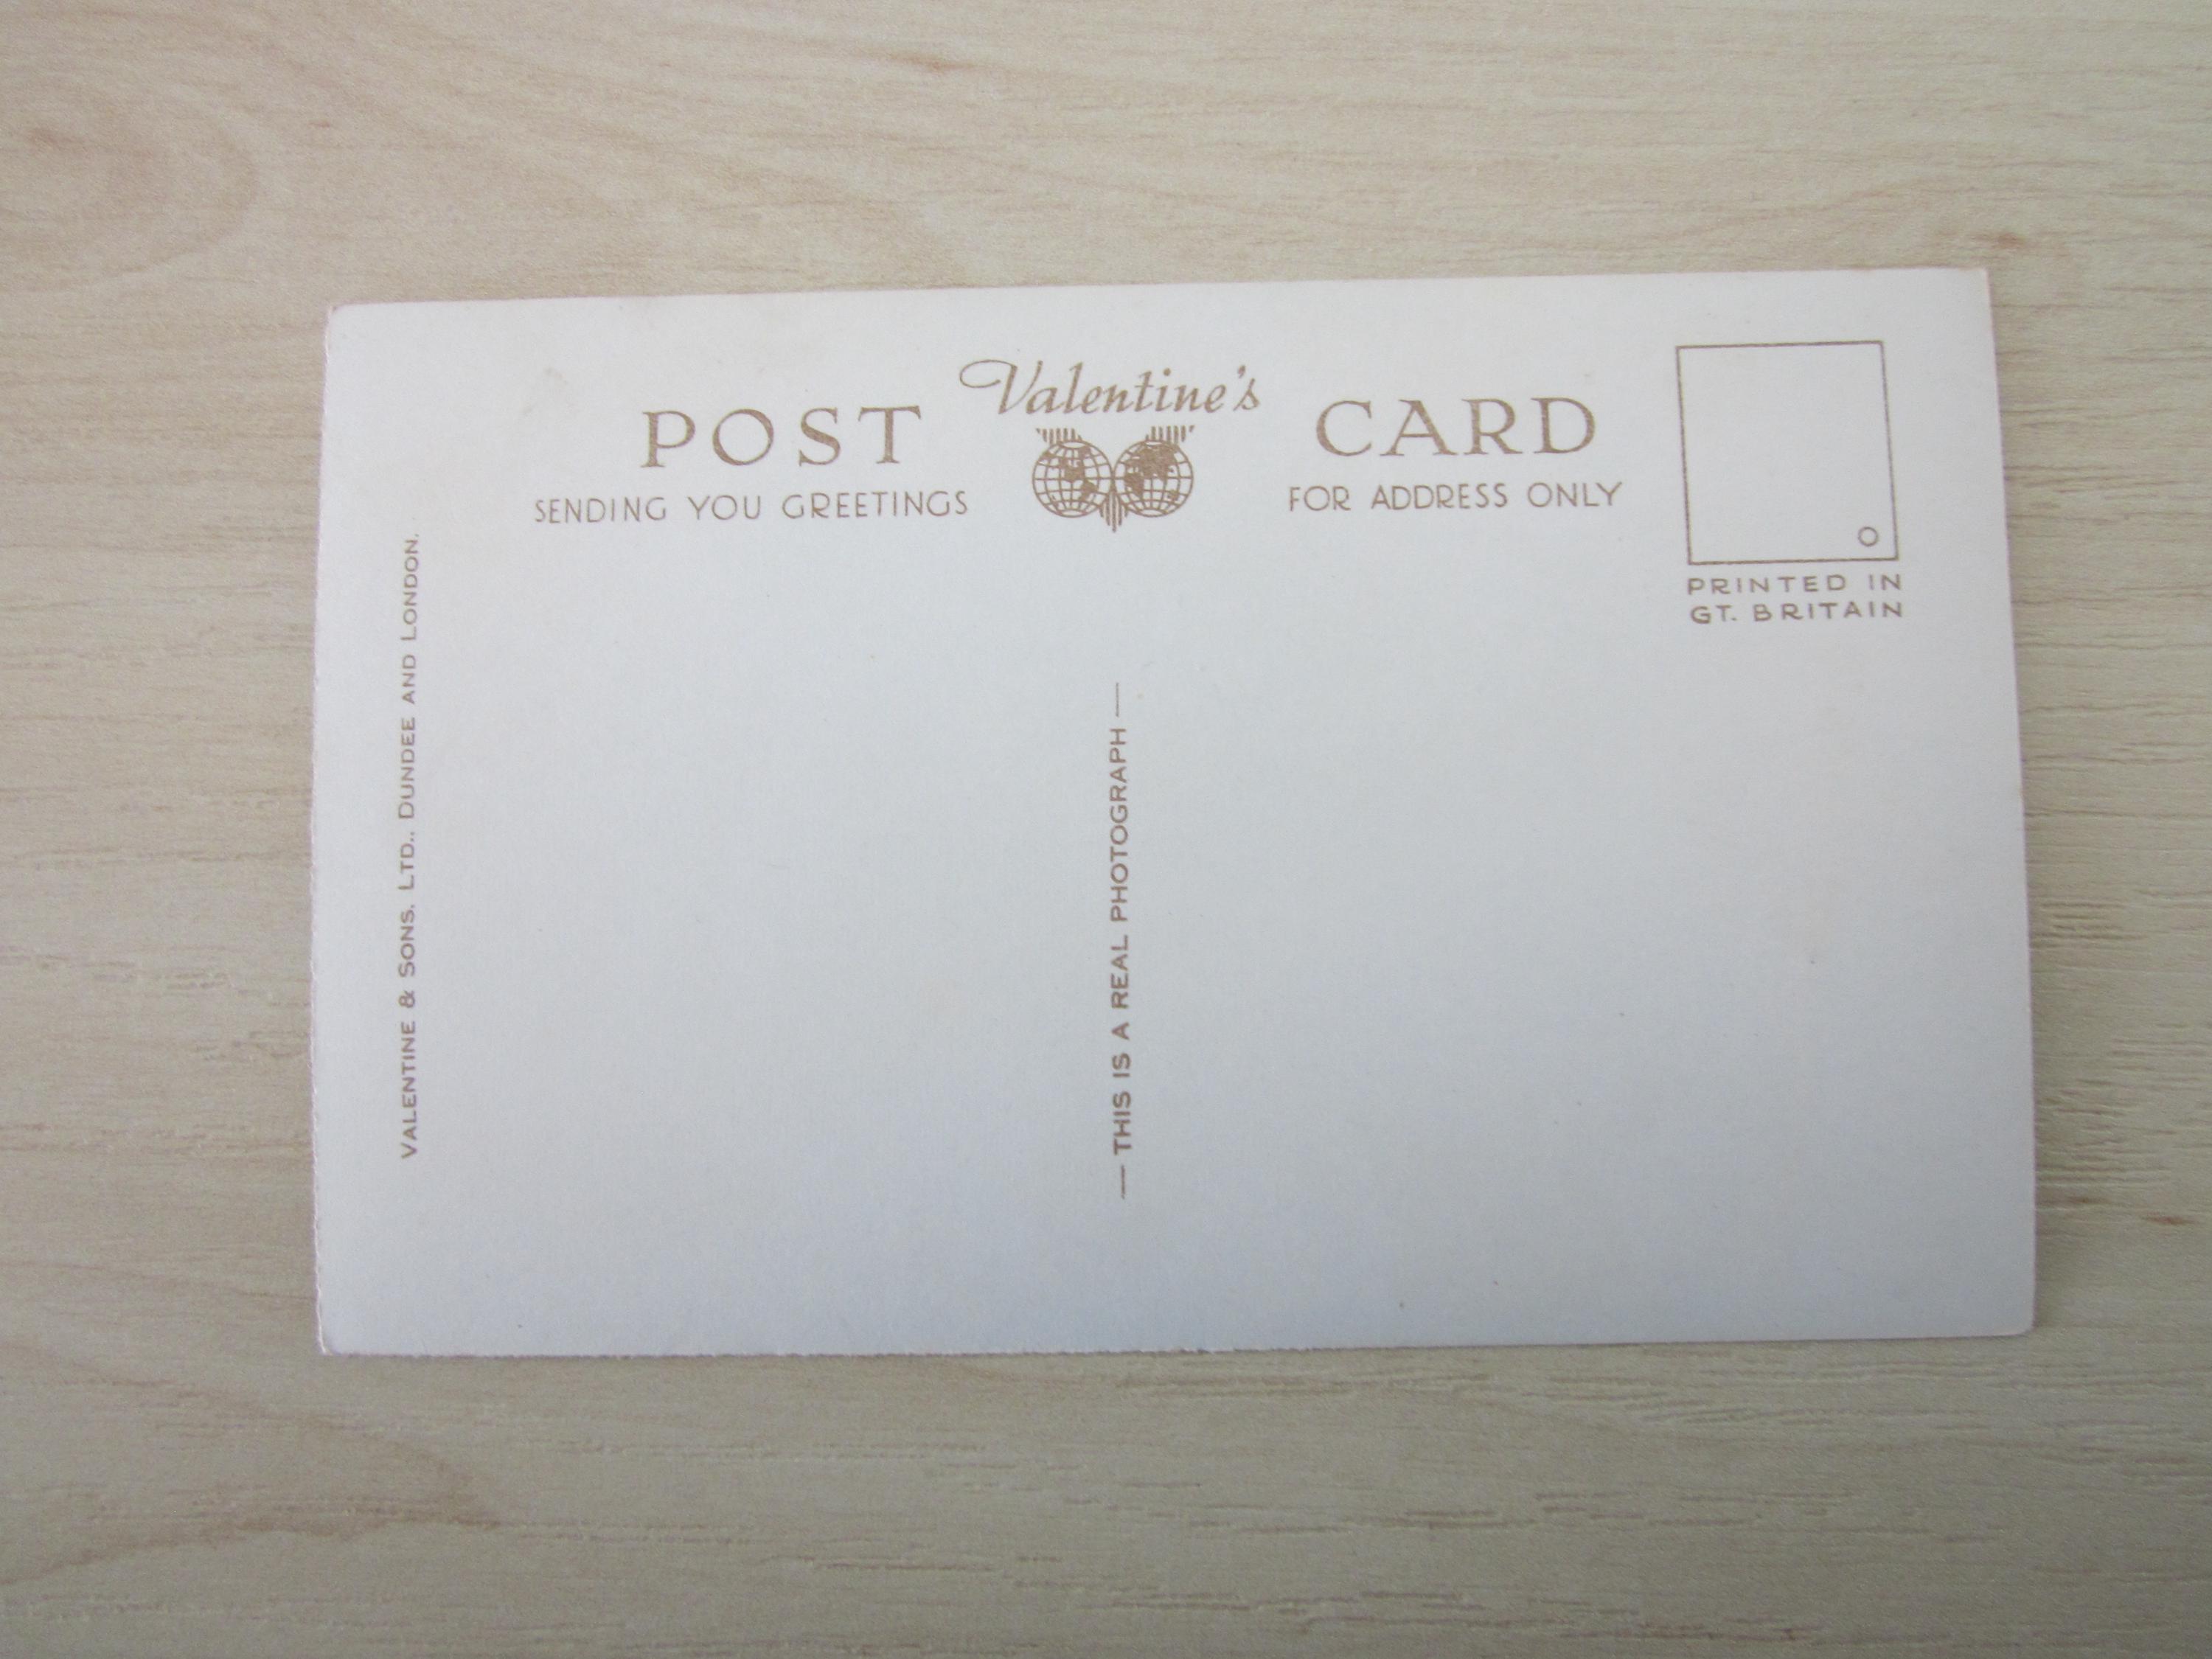 Valentine's
POST CARD
SENDING YOU GREETINGS
FOR ADDRESS ONLY
O
PRINTED IN
GT. BRITAIN
VALENTINE & SONS. LTD., DUNDEE AND LONDON.
— THIS IS A REAL PHOTOGRAPH —